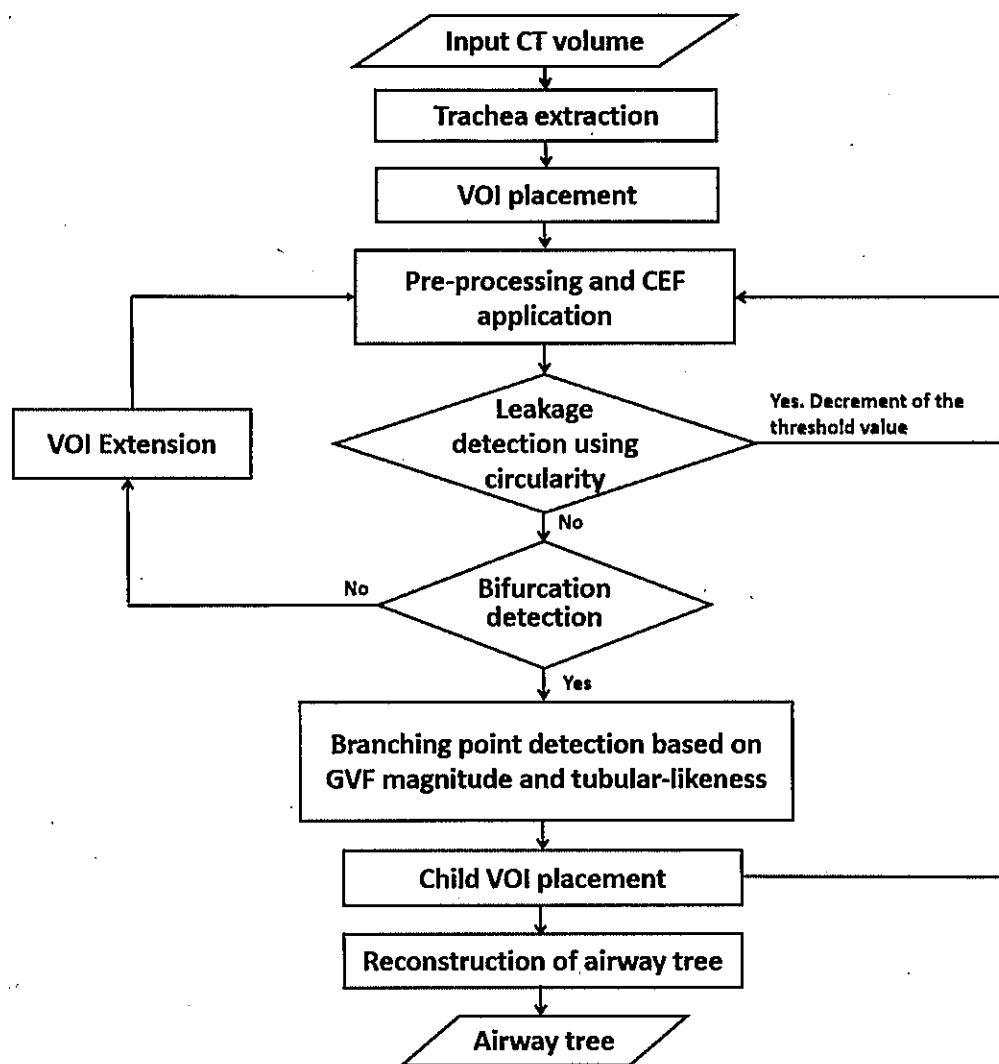 Input CT volume
Trachea extraction
VOI placement
Pre-processing and CEF
application
Leakage
detection using
circularity
Yes. Decrement of the
threshold value
VOI Extension
No
Bifurcation
detection
No
Yes
Branching point detection based on
GVF magnitude and tubular-likeness
Child VOI placement
Reconstruction of airway tree
Airway tree